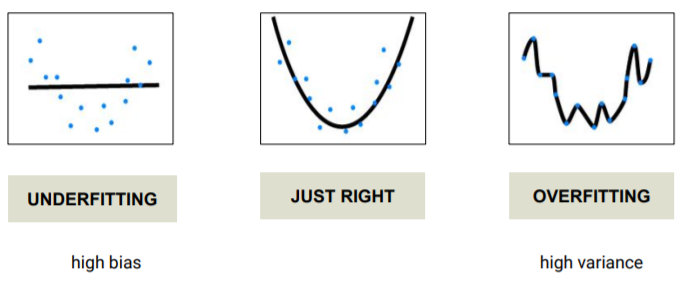 UNDERFITTING
JUST RIGHT
OVERFITTING
high bias
high variance